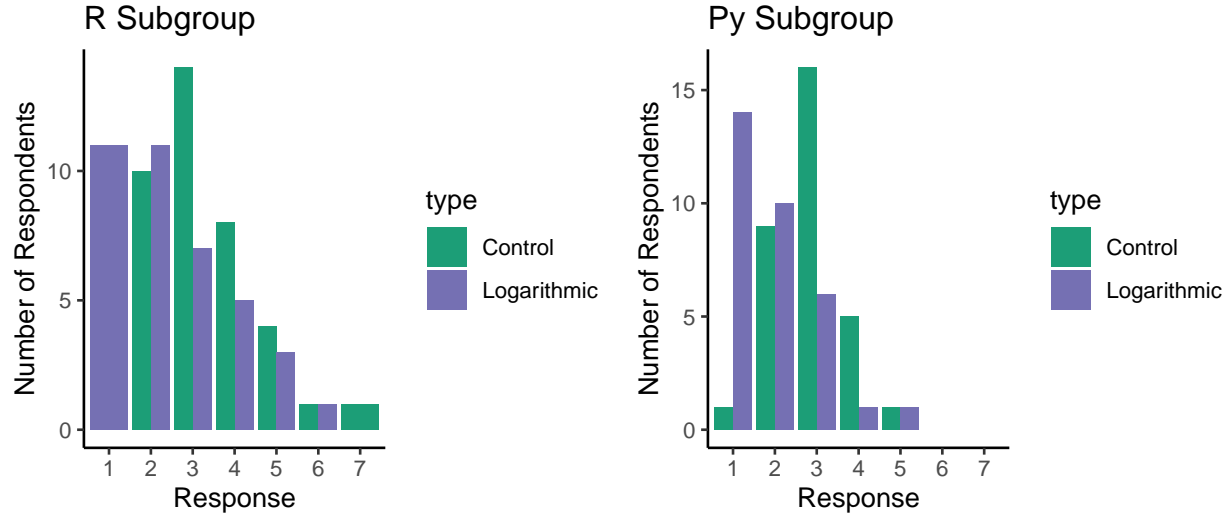 R Subgroup
Number of Respondents
10
5
0
1 2 3 4 5 6 7
Response
type
Control
Logarithmic
Py Subgroup
Number of Respondents
15
10
5
0
1 2 3 4 5 6 7
Response
type
Control
Logarithmic